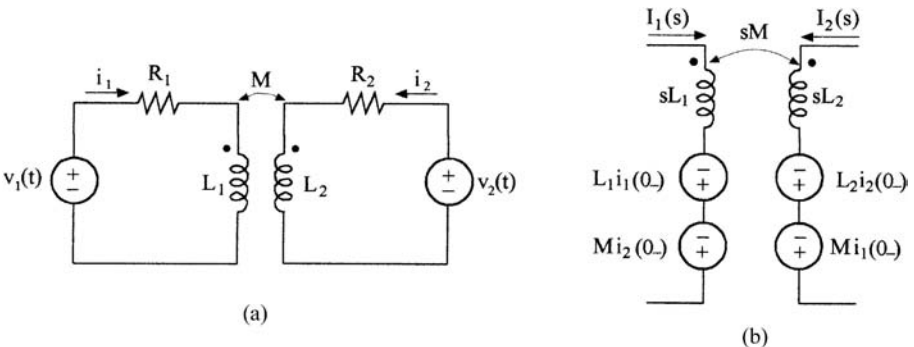 i₁
R₁
M
R₂
i₂
v₁(t)
+
−
L₁
L₂
+
−
v₂(t)
(a)
I₁(s)
sM
I₂(s)
sL₁
sL₂
L₁i₁(0₋)
−
+
−
+
L₂i₂(0₋)
Mi₂(0₋)
−
+
−
+
Mi₁(0₋)
(b)